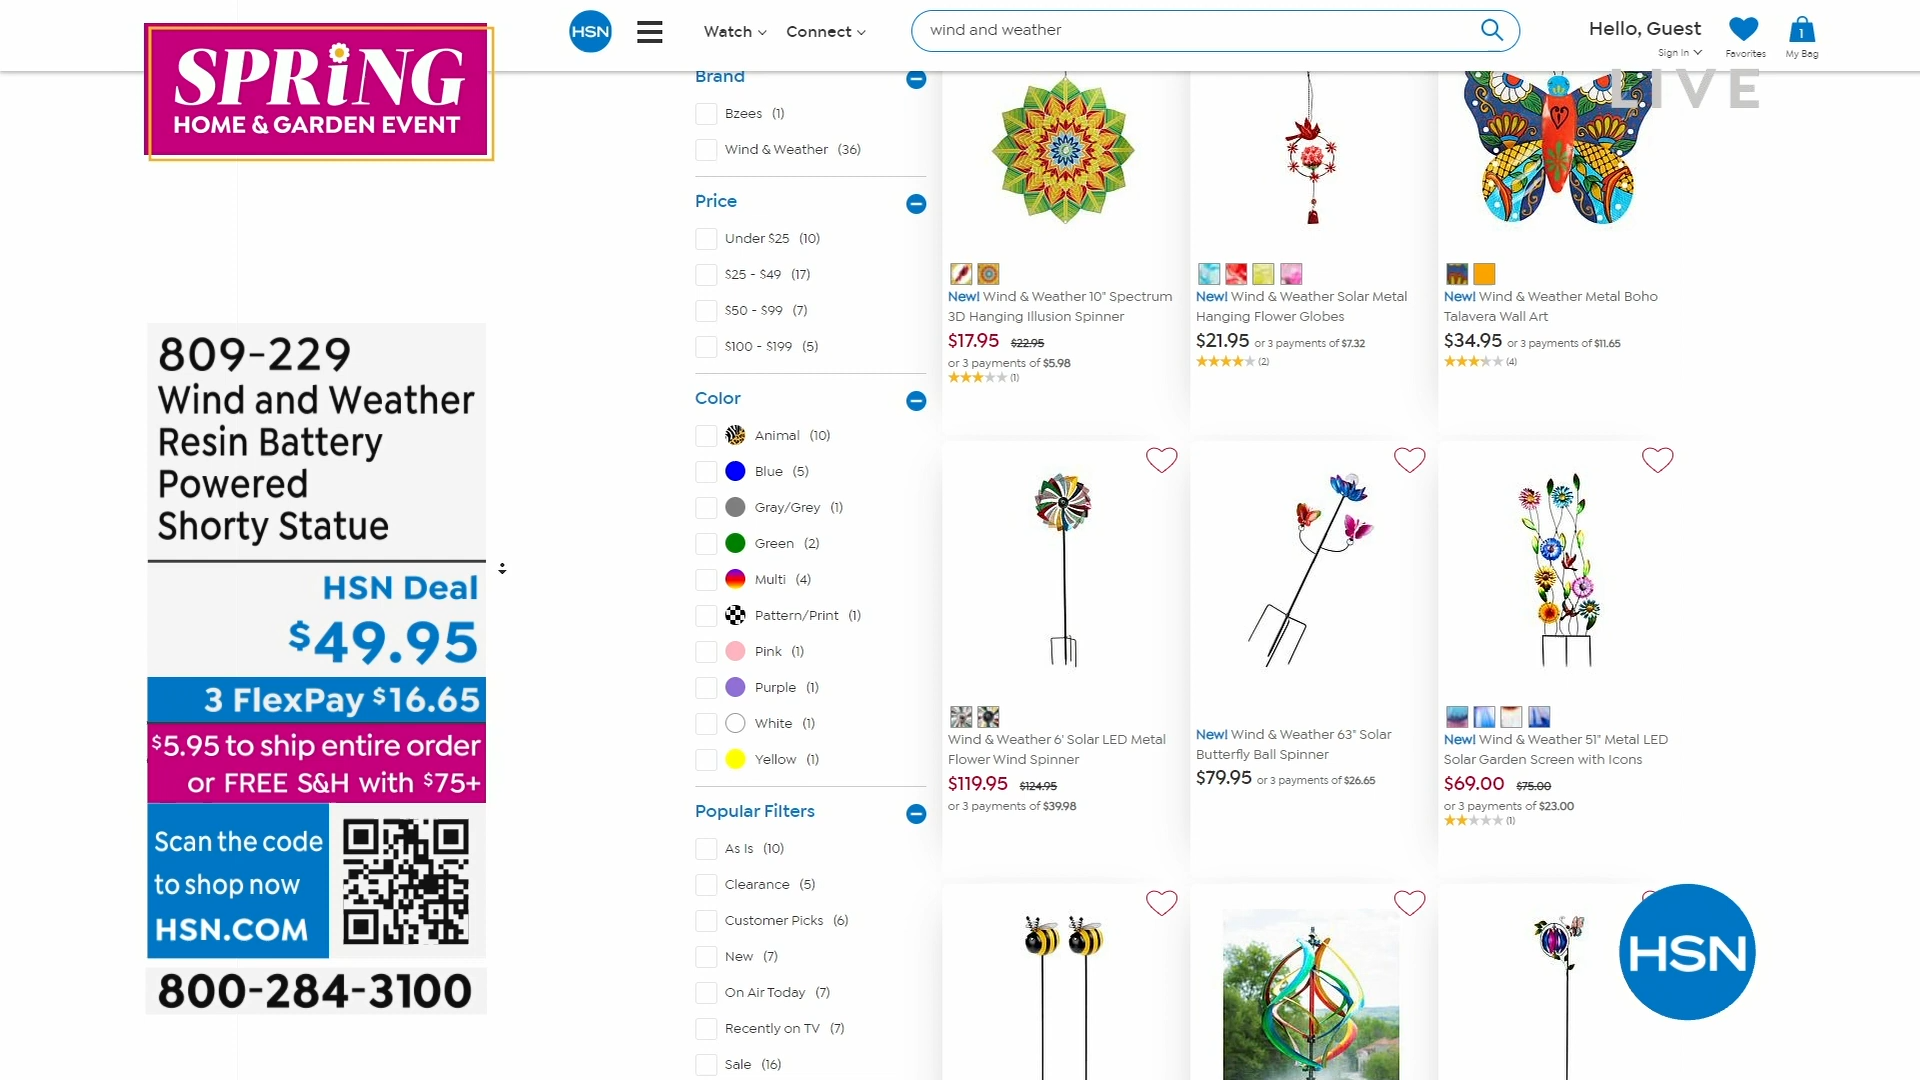 SPRING
HOME & GARDEN EVENT
HSN
Watch
Connect
wind and weather
Hello, Guest
Sign In
Favorites
1
My Bag
LIVE
809-229
Wind and Weather
Resin Battery
Powered
Shorty Statue
HSN Deal
$49.95
3 FlexPay $16.65
$5.95 to ship entire order
or FREE S&H with $75+
Scan the code
to shop now
HSN.COM
800-284-3100
Brand
Bzees (1)
Wind & Weather (36)
Price
Under $25 (10)
$25 - $49 (17)
$50 - $99 (7)
$100 - $199 (5)
Color
Animal (10)
Blue (5)
Gray/Grey (1)
Green (2)
Multi (4)
Pattern/Print (1)
Pink (1)
Purple (1)
White (1)
Yellow (1)
Popular Filters
As Is (10)
Clearance (5)
Customer Picks (6)
New (7)
On Air Today (7)
Recently on TV (7)
Sale (16)
New! Wind & Weather 10" Spectrum
3D Hanging Illusion Spinner
$17.95 $22.95
or 3 payments of $5.98
(1)
New! Wind & Weather Solar Metal
Hanging Flower Globes
$21.95 or 3 payments of $7.32
(2)
New! Wind & Weather Metal Boho
Talavera Wall Art
$34.95 or 3 payments of $11.65
(4)
Wind & Weather 6' Solar LED Metal
Flower Wind Spinner
$119.95 $124.95
or 3 payments of $39.98
New! Wind & Weather 63" Solar
Butterfly Ball Spinner
$79.95 or 3 payments of $26.65
New! Wind & Weather 51" Metal LED
Solar Garden Screen with Icons
$69.00 $75.00
or 3 payments of $23.00
(1)
HSN